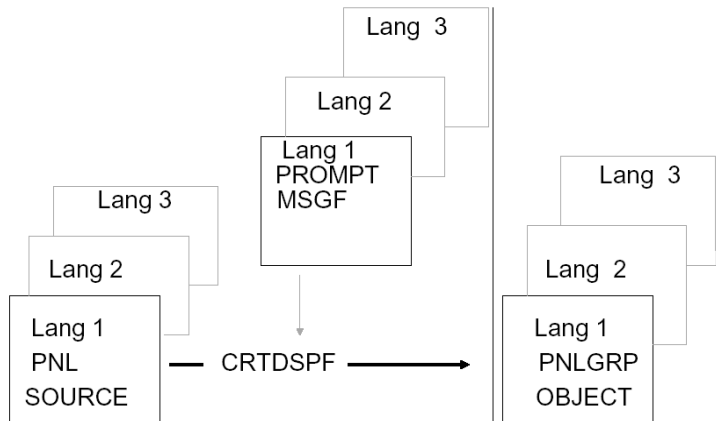 Lang 3
Lang 2
Lang 1
PROMPT
MSGF
Lang 3
Lang 2
Lang 1
PNL
SOURCE
CRTDSPF
Lang 3
Lang 2
Lang 1
PNLGRP
OBJECT